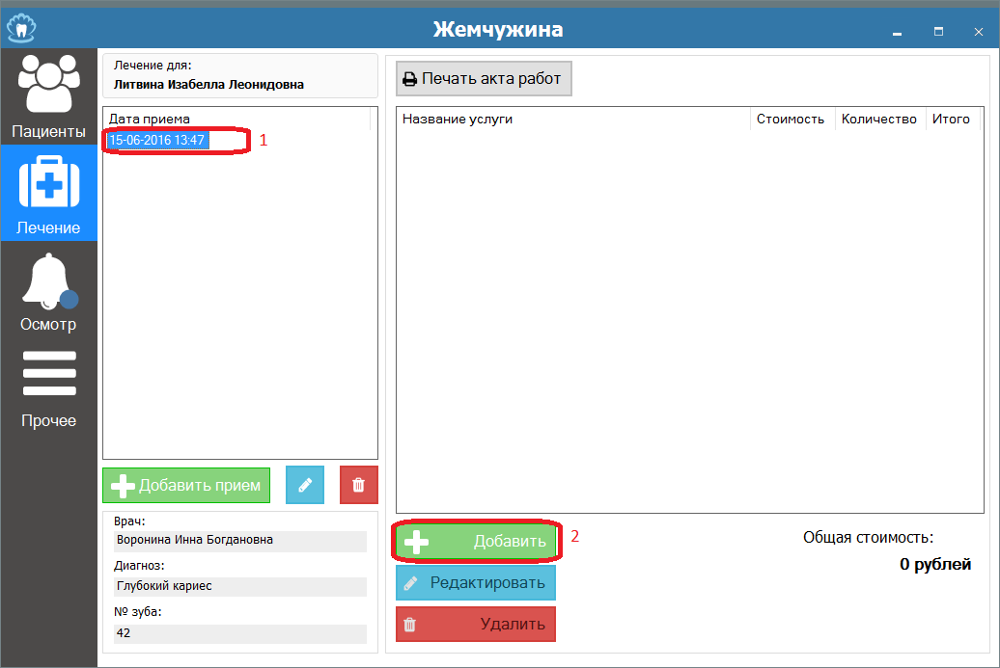 Жемчужина
Пациенты
Лечение
Осмотр
Прочее
Лечение для:
Литвина Изабелла Леонидовна
Дата приема
15-06-2016 13:47
1
Добавить прием
Врач:
Воронина Инна Богдановна
Диагноз:
Глубокий кариес
№ зуба:
42
Печать акта работ
Название услуги Стоимость Количество Итого
Добавить
2
Редактировать
Удалить
Общая стоимость:
0 рублей